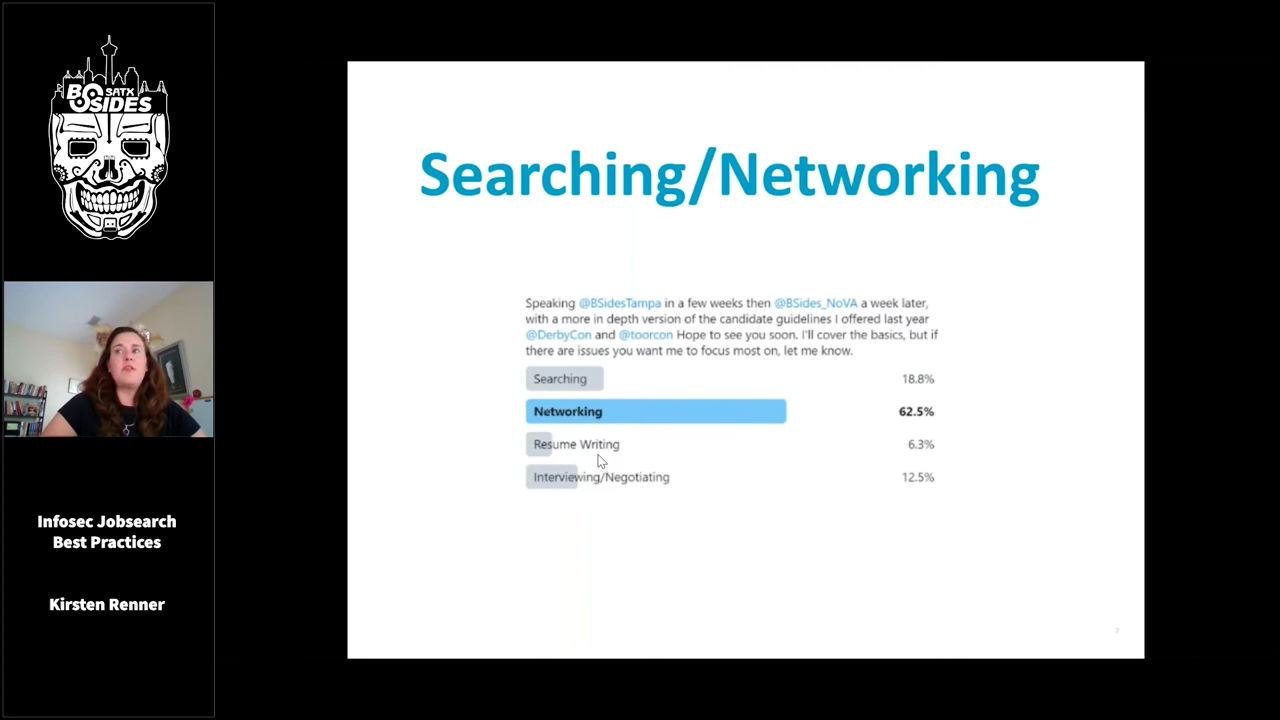 BSIDES
SATX
Infosec Jobsearch
Best Practices
Kirsten Renner
Searching/Networking
Speaking @BSidesTampa in a few weeks then @BSides_NoVA a week later,
with a more in depth version of the candidate guidelines I offered last year
@DerbyCon and @toorcon Hope to see you soon. I'll cover the basics, but if
there are issues you want me to focus most on, let me know.
Searching 18.8%
Networking 62.5%
Resume Writing 6.3%
Interviewing/Negotiating 12.5%
7